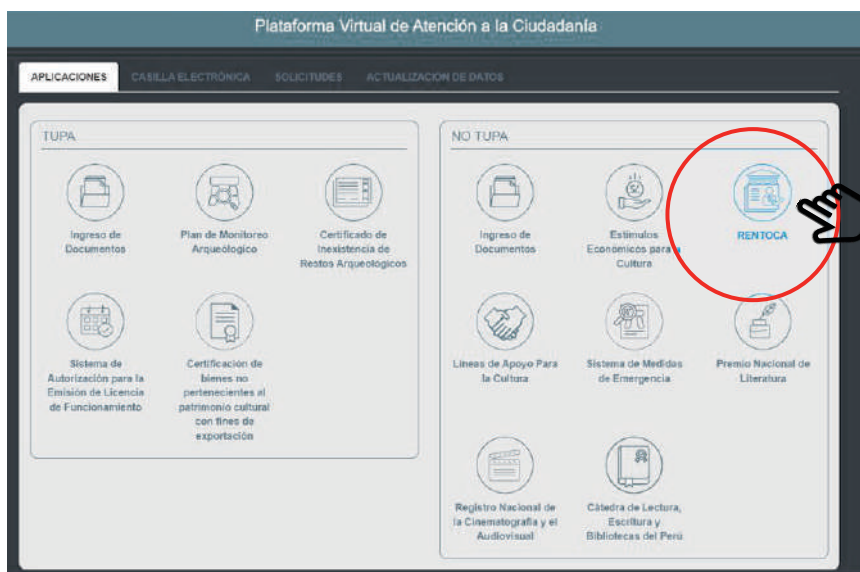 Plataforma Virtual de Atención a la Ciudadanía
APLICACIONES
CASILLA ELECTRÓNICA
SOLICITUDES
ACTUALIZACIÓN DE DATOS
TUPA
Ingreso de
Documentos
Plan de Monitoreo
Arqueológico
Certificado de
Inexistencia de
Restos Arqueológicos
Sistema de
Autorización para la
Emisión de Licencia
de Funcionamiento
Certificación de
bienes no
pertenecientes al
patrimonio cultural
con fines de
exportación
NO TUPA
Ingreso de
Documentos
Estímulos
Económicos para la
Cultura
RENTOCA
Líneas de Apoyo Para
la Cultura
Sistema de Medidas
de Emergencia
Premio Nacional de
Literatura
Registro Nacional de
la Cinematografía y el
Audiovisual
Cátedra de Lectura,
Escritura y
Bibliotecas del Perú